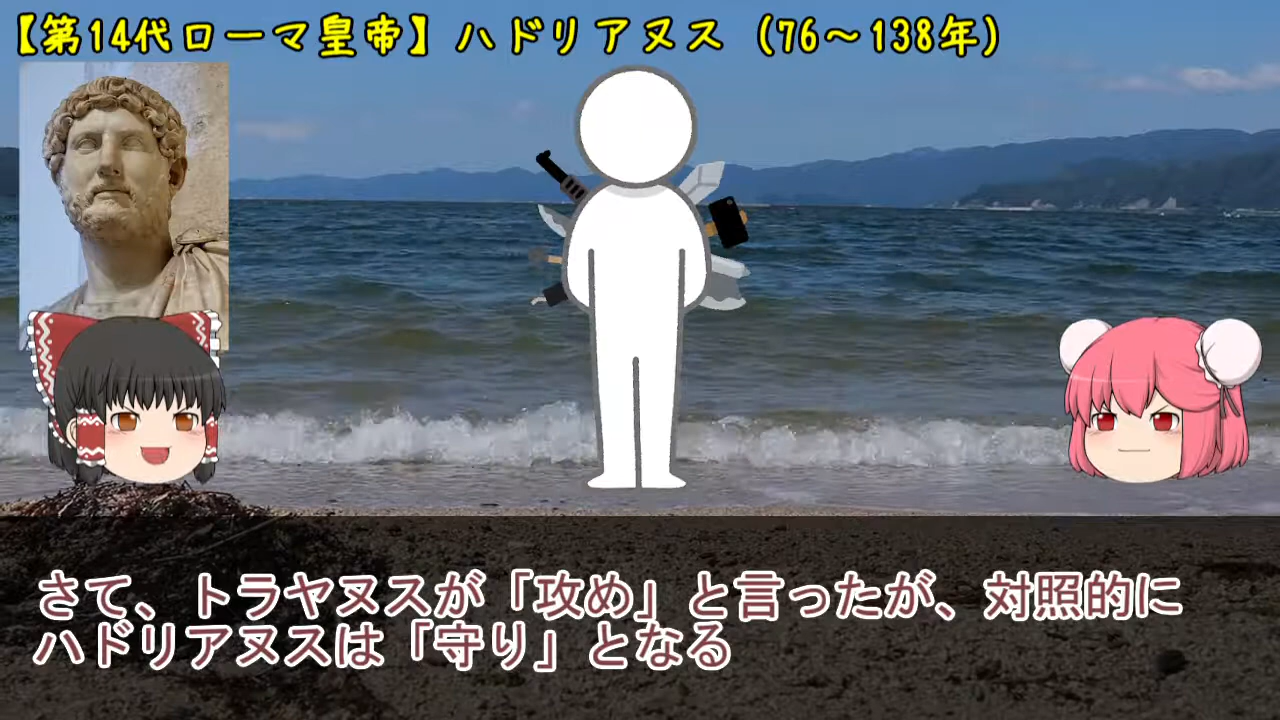 【第14代ローマ皇帝】ハドリアヌス(76～138年)
さて、トラヤヌスが「攻め」と言ったが、対照的に
ハドリアヌスは「守り」となる